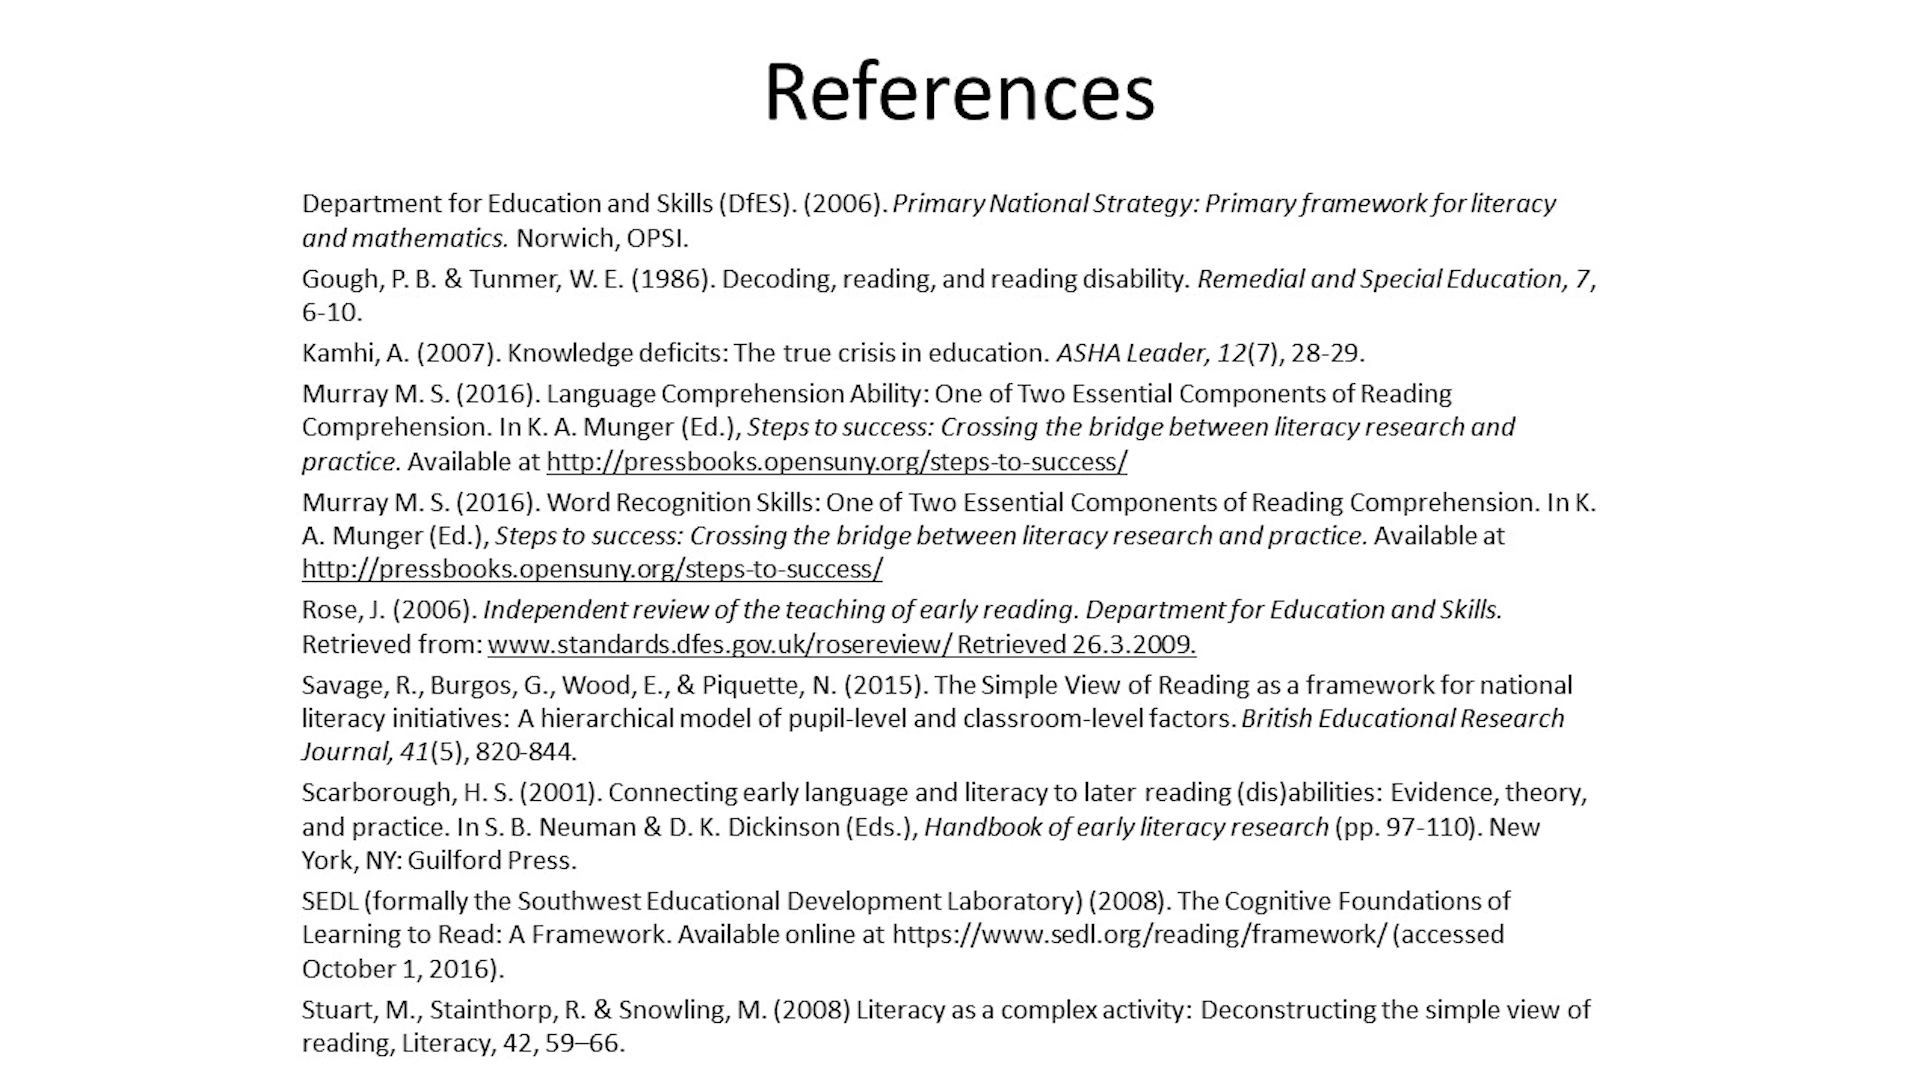 References
Department for Education and Skills (DfES). (2006). Primary National Strategy: Primary framework for literacy
and mathematics. Norwich, OPSI.
Gough, P. B. & Tunmer, W. E. (1986). Decoding, reading, and reading disability. Remedial and Special Education, 7,
6-10.
Kamhi, A. (2007). Knowledge deficits: The true crisis in education. ASHA Leader, 12(7), 28-29.
Murray M. S. (2016). Language Comprehension Ability: One of Two Essential Components of Reading
Comprehension. In K. A. Munger (Ed.), Steps to success: Crossing the bridge between literacy research and
practice. Available at http://pressbooks.opensuny.org/steps-to-success/
Murray M. S. (2016). Word Recognition Skills: One of Two Essential Components of Reading Comprehension. In K.
A. Munger (Ed.), Steps to success: Crossing the bridge between literacy research and practice. Available at
http://pressbooks.opensuny.org/steps-to-success/
Rose, J. (2006). Independent review of the teaching of early reading. Department for Education and Skills.
Retrieved from: www.standards.dfes.gov.uk/rosereview/ Retrieved 26.3.2009.
Savage, R., Burgos, G., Wood, E., & Piquette, N. (2015). The Simple View of Reading as a framework for national
literacy initiatives: A hierarchical model of pupil-level and classroom-level factors. British Educational Research
Journal, 41(5), 820-844.
Scarborough, H. S. (2001). Connecting early language and literacy to later reading (dis)abilities: Evidence, theory,
and practice. In S. B. Neuman & D. K. Dickinson (Eds.), Handbook of early literacy research (pp. 97-110). New
York, NY: Guilford Press.
SEDL (formally the Southwest Educational Development Laboratory) (2008). The Cognitive Foundations of
Learning to Read: A Framework. Available online at https://www.sedl.org/reading/framework/ (accessed
October 1, 2016).
Stuart, M., Stainthorp, R. & Snowling, M. (2008) Literacy as a complex activity: Deconstructing the simple view of
reading, Literacy, 42, 59–66.